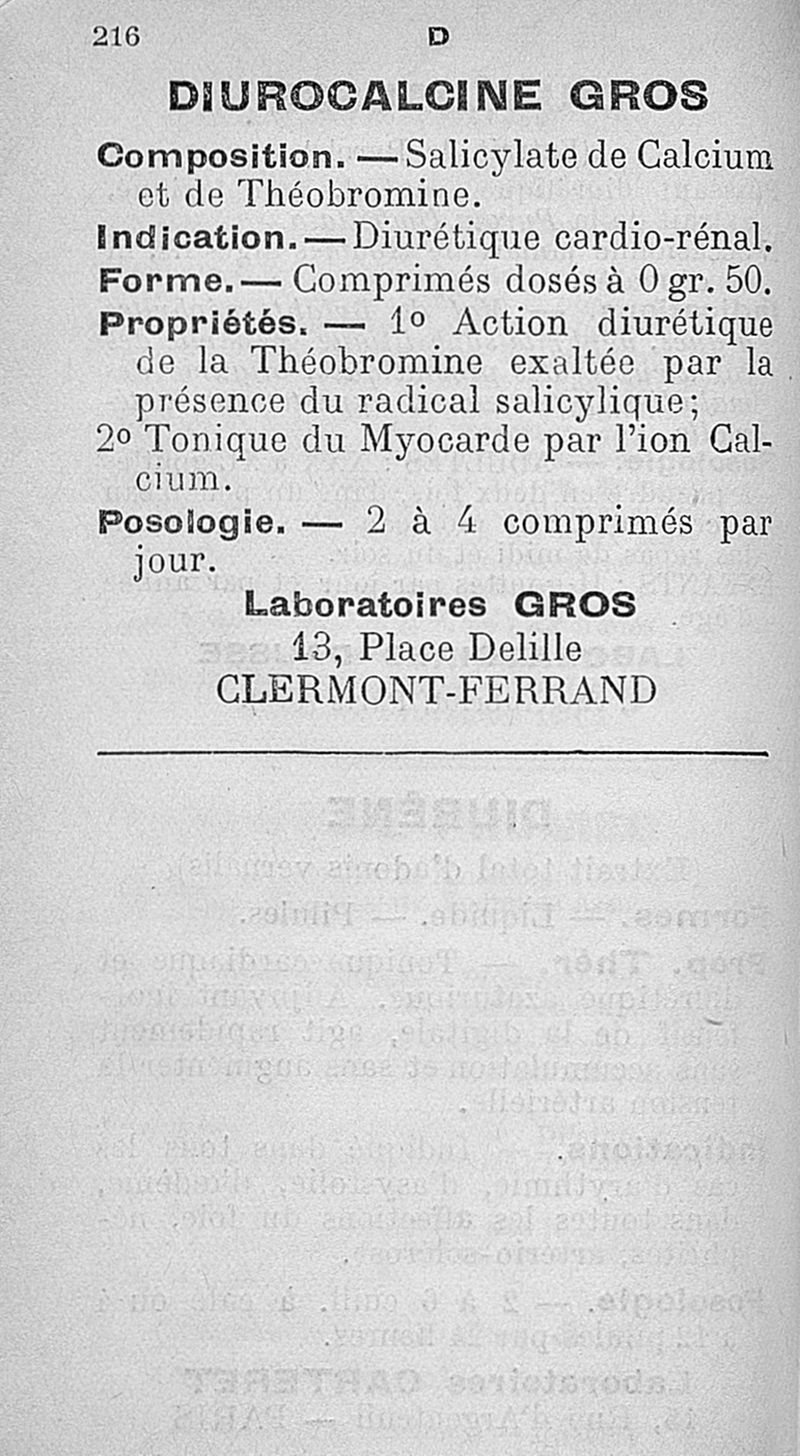 216
D
DIUROCALCINE GROS
Composition. — Salicylate de Calcium
et de Théobromine.
Indication. — Diurétique cardio-rénal.
Forme. — Comprimés dosés à 0 gr. 50.
Propriétés. — 1º Action diurétique
de la Théobromine exaltée par la
présence du radical salicylique;
2º Tonique du Myocarde par l'ion Cal-
cium.
Posologie. — 2 à 4 comprimés par
jour.
Laboratoires GROS
13, Place Delille
CLERMONT-FERRAND